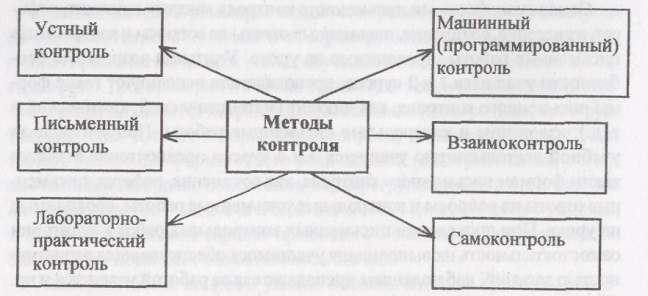 Устный
контроль
Машинный
(программированный)
контроль
Методы
контроля
Письменный
контроль
Взаимоконтроль
Лабораторно-
практический
контроль
Самоконтроль